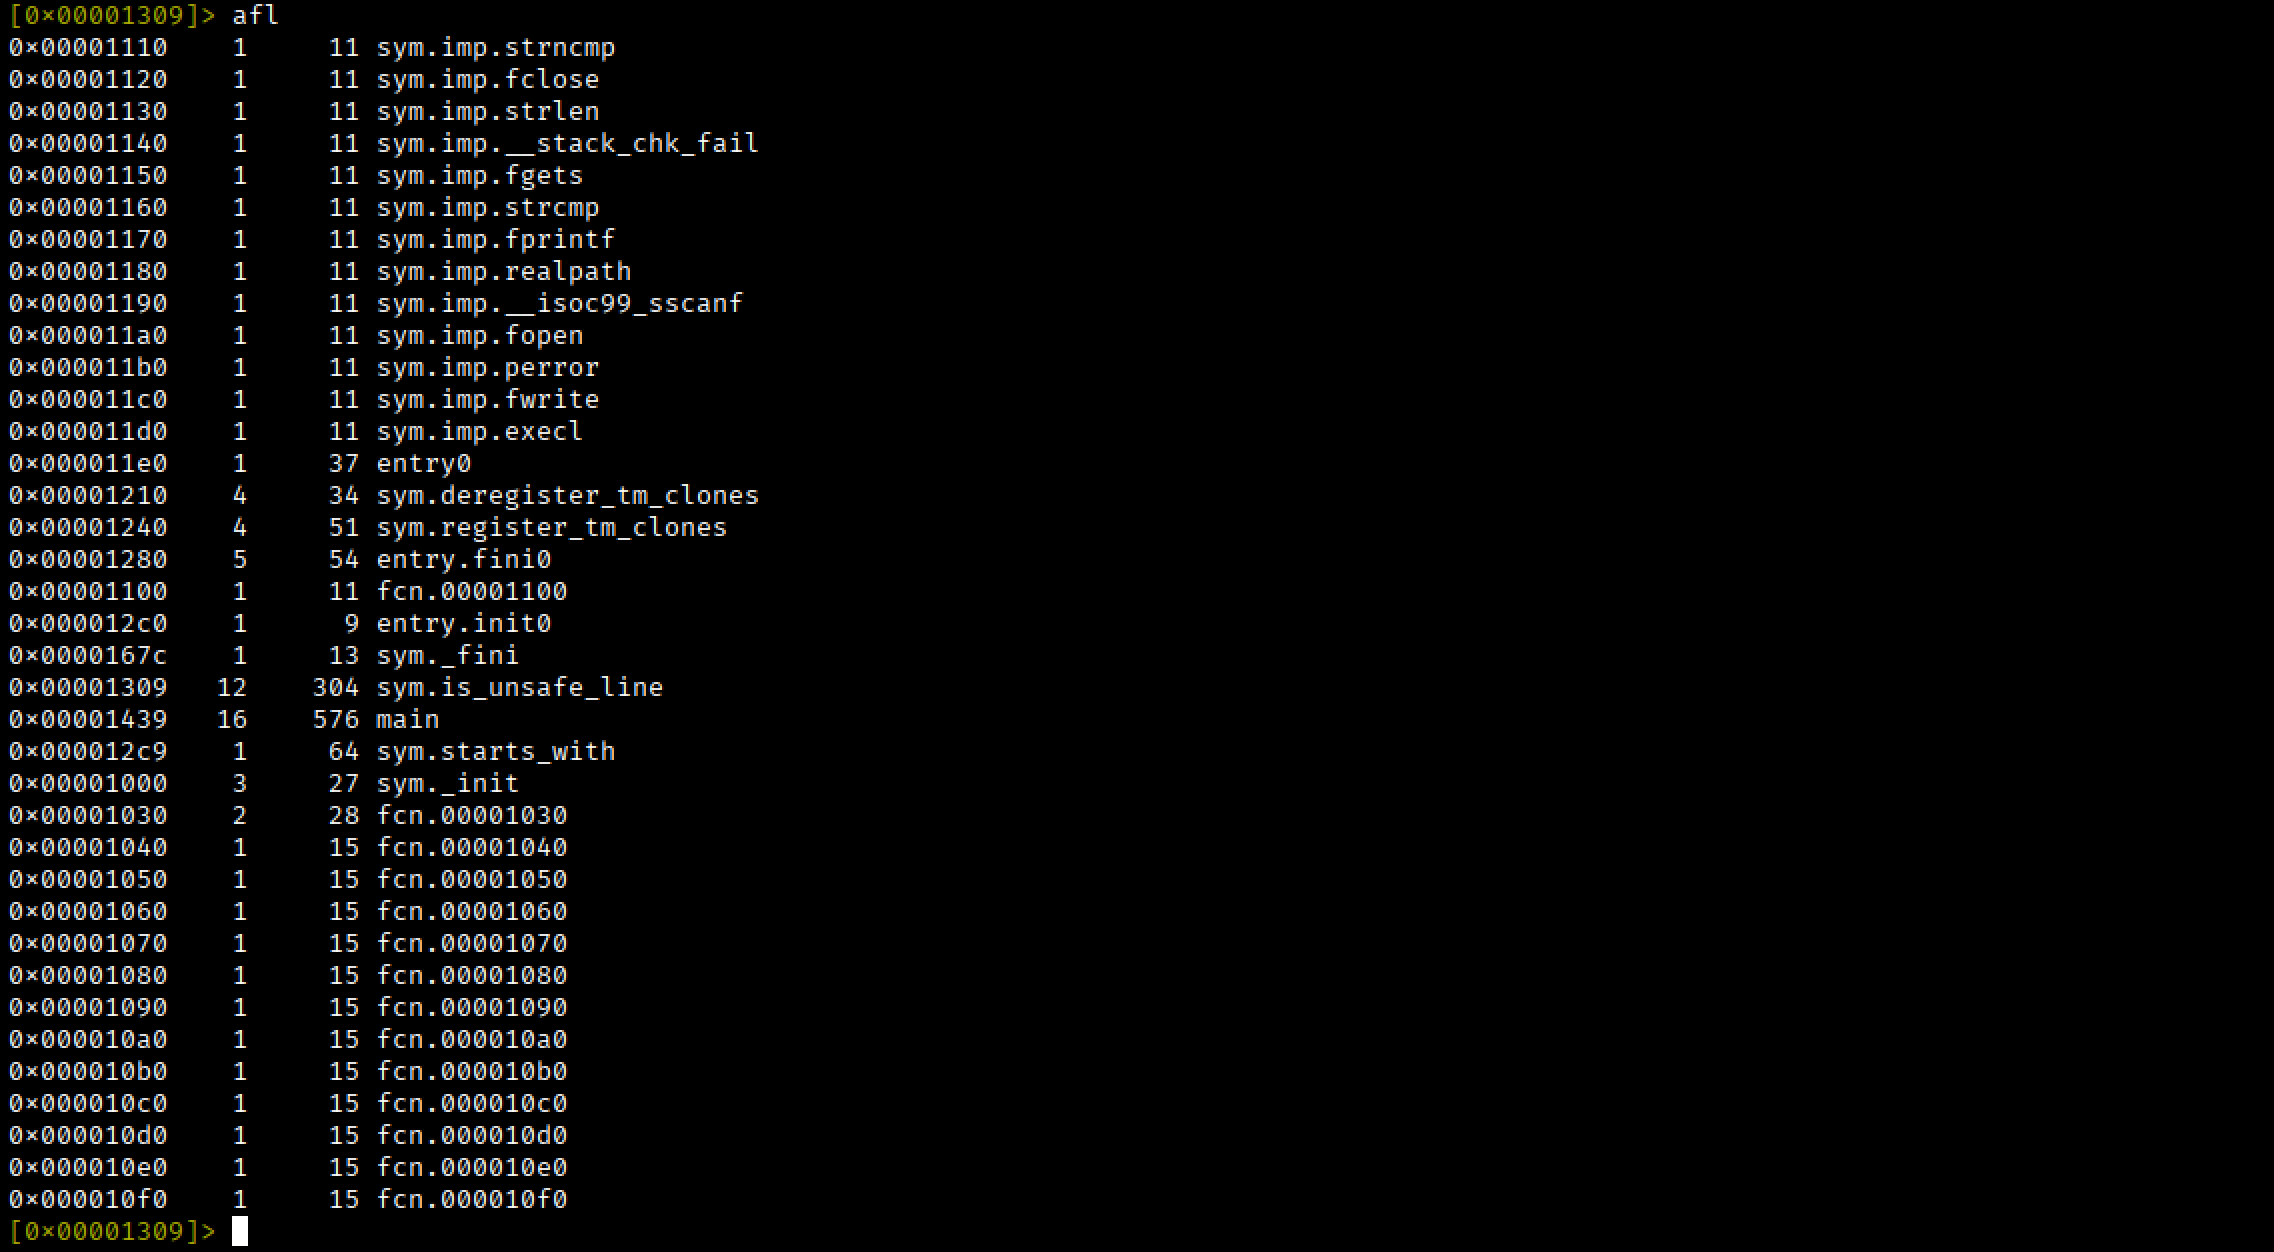 [0×00001309]> afl
0×00001110    1     11 sym.imp.strncmp
0×00001120    1     11 sym.imp.fclose
0×00001130    1     11 sym.imp.strlen
0×00001140    1     11 sym.imp.__stack_chk_fail
0×00001150    1     11 sym.imp.fgets
0×00001160    1     11 sym.imp.strcmp
0×00001170    1     11 sym.imp.fprintf
0×00001180    1     11 sym.imp.realpath
0×00001190    1     11 sym.imp.__isoc99_sscanf
0×000011a0    1     11 sym.imp.fopen
0×000011b0    1     11 sym.imp.perror
0×000011c0    1     11 sym.imp.fwrite
0×000011d0    1     11 sym.imp.execl
0×000011e0    1     37 entry0
0×00001210    4     34 sym.deregister_tm_clones
0×00001240    4     51 sym.register_tm_clones
0×00001280    5     54 entry.fini0
0×00001100    1     11 fcn.00001100
0×000012c0    1      9 entry.init0
0×0000167c    1     13 sym._fini
0×00001309   12    304 sym.is_unsafe_line
0×00001439   16    576 main
0×000012c9    1     64 sym.starts_with
0×00001000    3     27 sym._init
0×00001030    2     28 fcn.00001030
0×00001040    1     15 fcn.00001040
0×00001050    1     15 fcn.00001050
0×00001060    1     15 fcn.00001060
0×00001070    1     15 fcn.00001070
0×00001080    1     15 fcn.00001080
0×00001090    1     15 fcn.00001090
0×000010a0    1     15 fcn.000010a0
0×000010b0    1     15 fcn.000010b0
0×000010c0    1     15 fcn.000010c0
0×000010d0    1     15 fcn.000010d0
0×000010e0    1     15 fcn.000010e0
0×000010f0    1     15 fcn.000010f0
[0×00001309]>